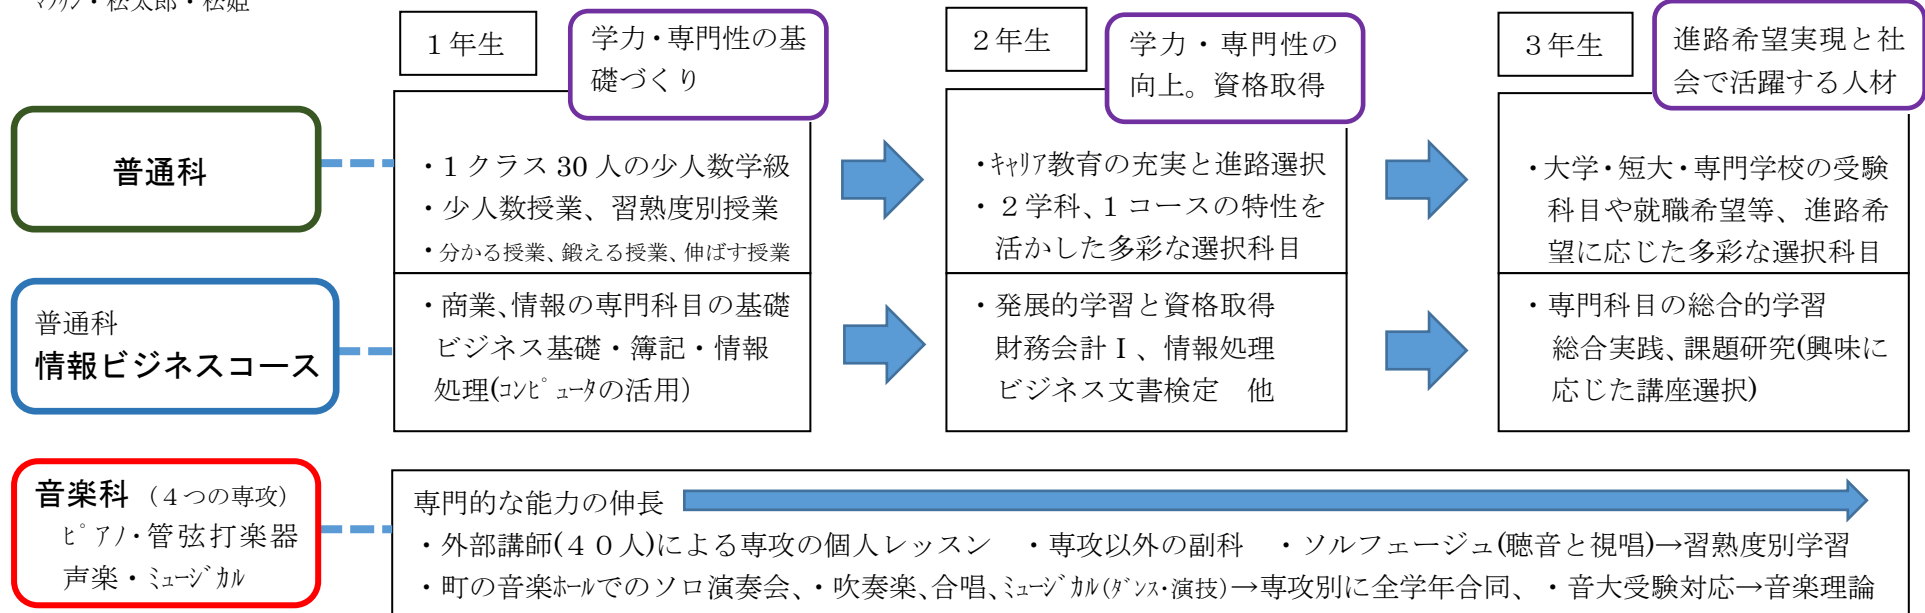 マリリン・松太郎・松姫
１年生
学力・専門性の基
礎づくり
２年生
学力・専門性の
向上。資格取得
３年生
進路希望実現と社
会で活躍する人材
普通科
・１クラス 30 人の少人数学級
・少人数授業、習熟度別授業
・分かる授業、鍛える授業、伸ばす授業
・ｷｬﾘｱ教育の充実と進路選択
・２学科、１コースの特性を
活かした多彩な選択科目
・大学・短大・専門学校の受験
科目や就職希望等、進路希
望に応じた多彩な選択科目
普通科
情報ビジネスコース
・商業、情報の専門科目の基礎
ビジネス基礎・簿記・情報
処理(ｺﾝﾋﾟｭｰﾀの活用)
・発展的学習と資格取得
財務会計Ⅰ、情報処理
ビジネス文書検定　他
・専門科目の総合的学習
総合実践、課題研究(興味に
応じた講座選択)
音楽科（４つの専攻）
ﾋﾟｱﾉ・管弦打楽器
声楽・ﾐｭｰｼﾞｶﾙ
専門的な能力の伸長
・外部講師(４０人)による専攻の個人レッスン　・専攻以外の副科　・ソルフェージュ(聴音と視唱)→習熟度別学習
・町の音楽ﾎｰﾙでのソロ演奏会、・吹奏楽、合唱、ﾐｭｰｼﾞｶﾙ(ﾀﾞﾝｽ・演技)→専攻別に全学年合同、・音大受験対応→音楽理論